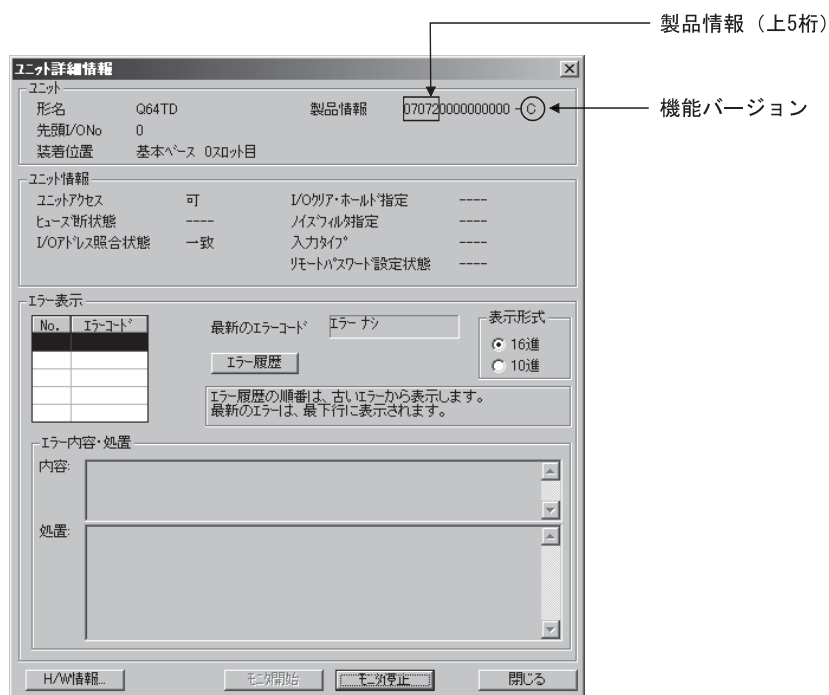 製品情報（上5桁）
ユニット詳細情報
ユニット
形名 Q64TD 製品情報 070720000000000 -C 機能バージョン
先頭I/ONo 0
装着位置 基本ベース 0スロット目
ユニット情報
ユニットアクセス 可 I/Oクリア・ホールド指定 ----
ヒューズ断状態 ---- ノイズフィルタ指定 ----
I/Oアドレス照合状態 一致 入力タイプ ----
リモートパスワード設定状態 ----
エラー表示
No. エラーコード 最新のエラーコード エラー ナシ 表示形式
16進
エラー履歴 10進
エラー履歴の順番は、古いエラーから表示します。
最新のエラーは、最下行に表示されます。
エラー内容・処置
内容:
処置:
H/W情報... モニタ開始 モニタ停止 閉じる